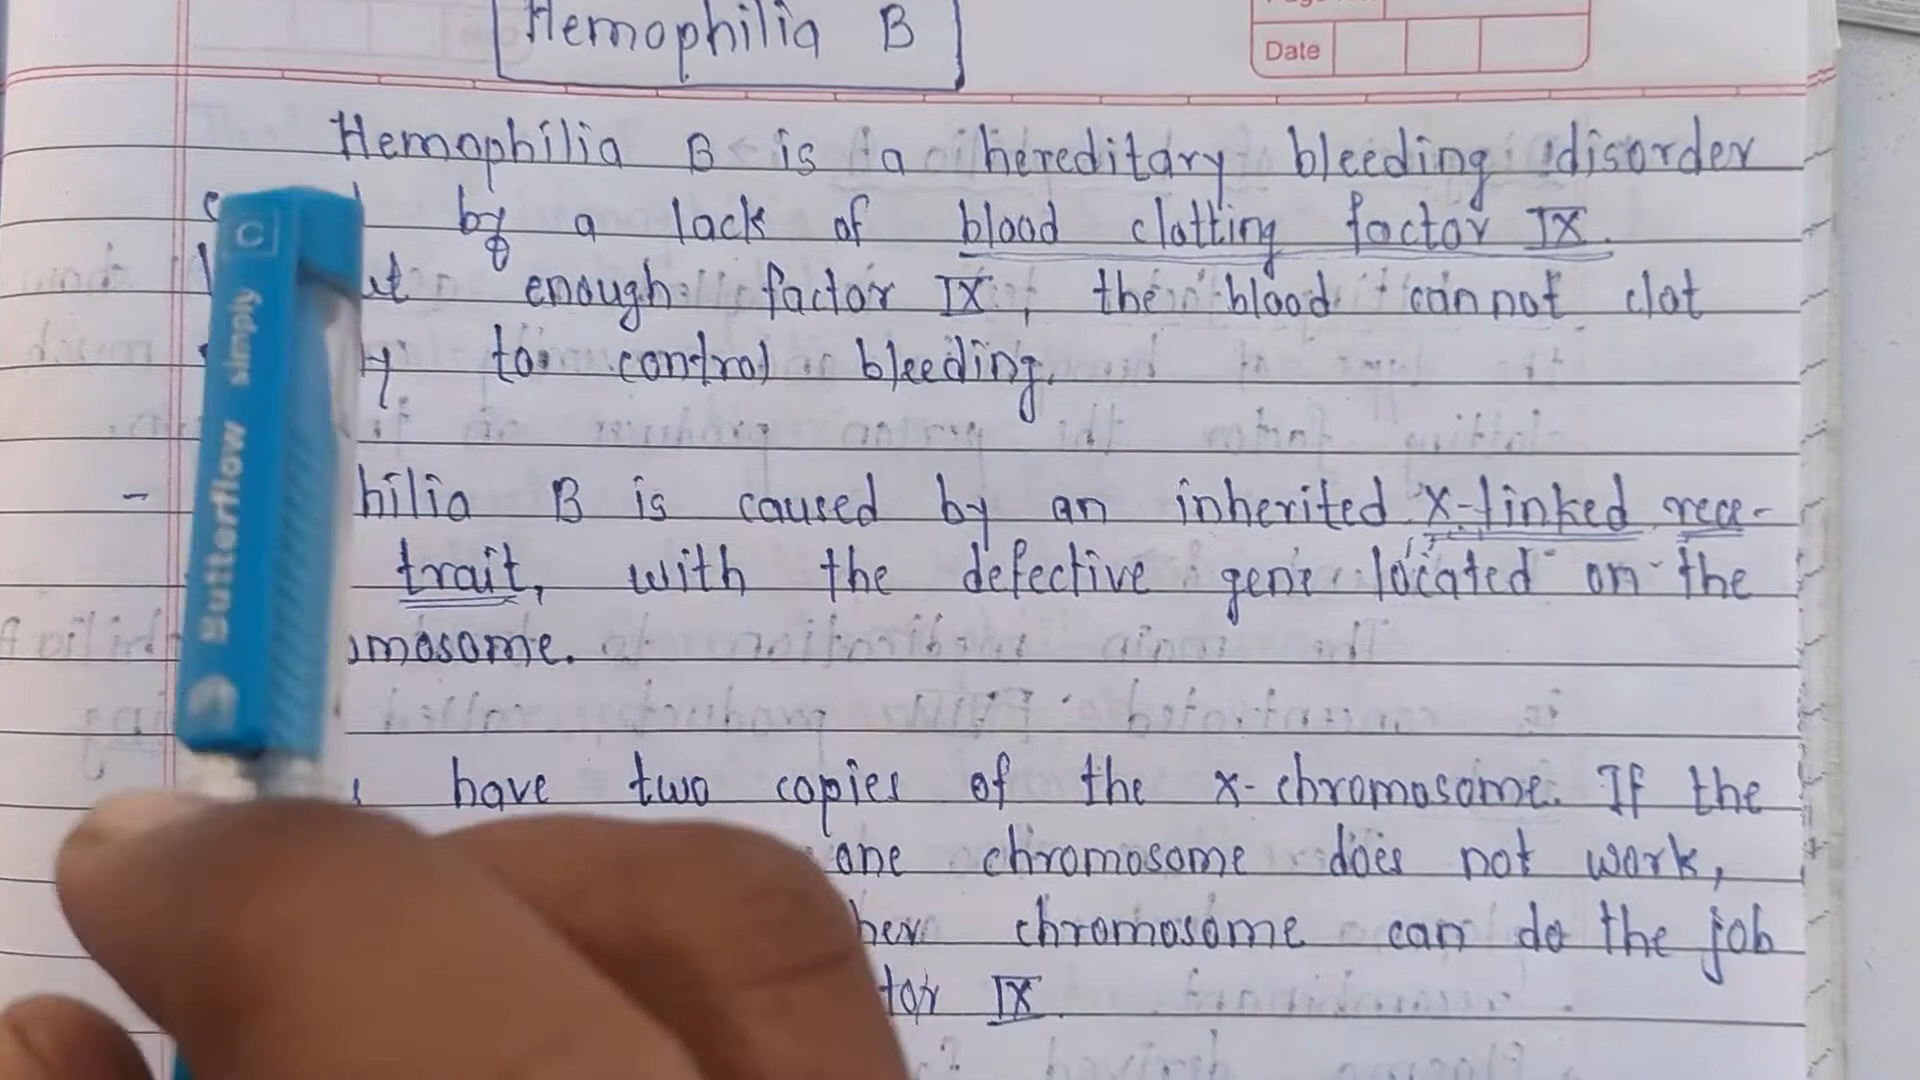 Hemophilia B
Date
Hemophilia B is a hereditary bleeding disorder
by a lack of blood clotting factor IX.
enough factor IX, the blood cannot clot
to control bleeding.
- hilia B is caused by an inherited X-linked rece-
trait, with the defective gene located on the
mosome.
have two copies of the x-chromosome. If the
one chromosome does not work,
her chromosome can do the job
tor IX.
C
Butterflow simply